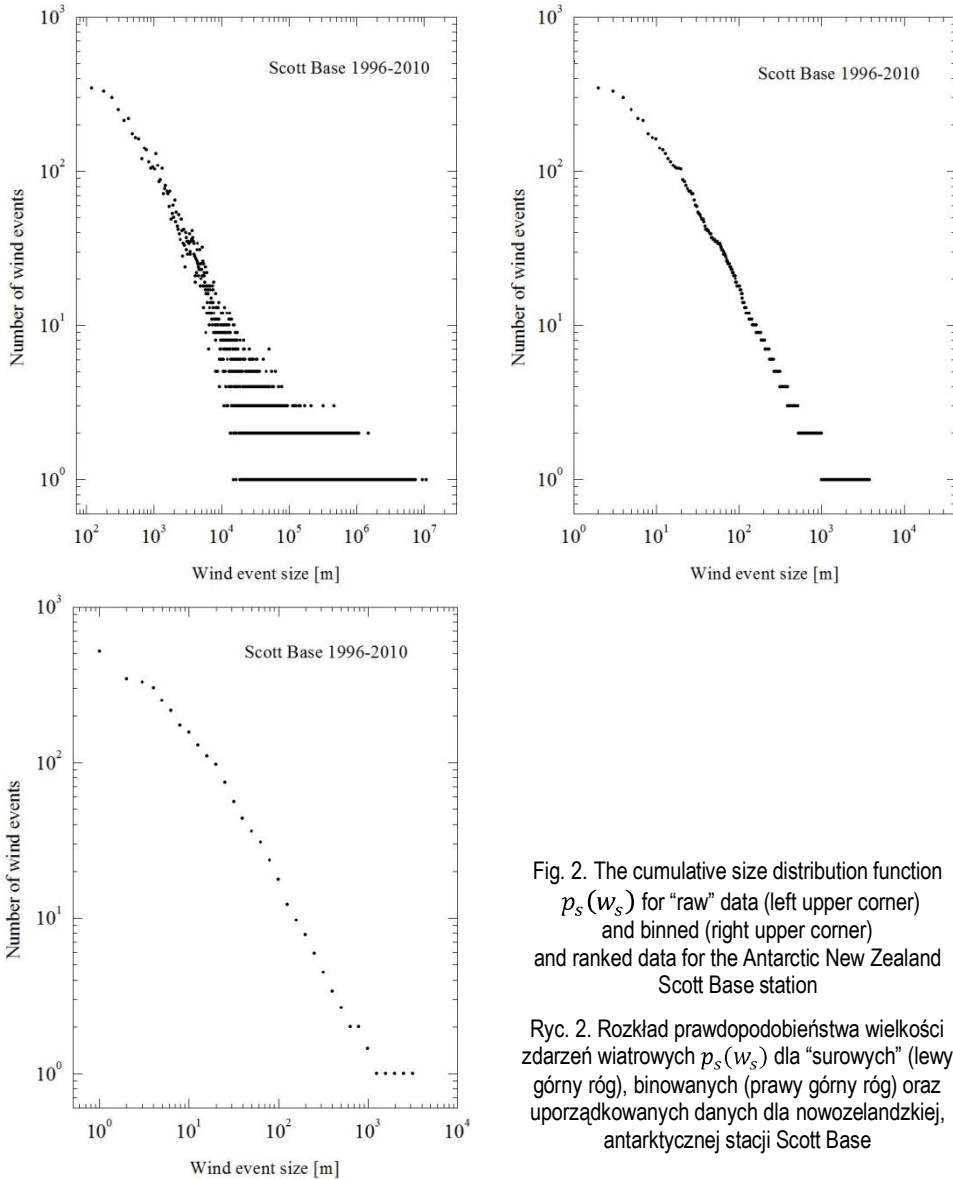 10³
10²
10¹
10⁰
Number of wind events
Scott Base 1996-2010
10² 10³ 10⁴ 10⁵ 10⁶ 10⁷
Wind event size [m]
10³
10²
10¹
10⁰
Number of wind events
Scott Base 1996-2010
10⁰ 10¹ 10² 10³ 10⁴
Wind event size [m]
10³
10²
10¹
10⁰
Number of wind events
Scott Base 1996-2010
10⁰ 10¹ 10² 10³ 10⁴
Wind event size [m]
Fig. 2. The cumulative size distribution function
pₛ(wₛ) for “raw” data (left upper corner)
and binned (right upper corner)
and ranked data for the Antarctic New Zealand
Scott Base station
Ryc. 2. Rozkład prawdopodobieństwa wielkości
zdarzeń wiatrowych pₛ(wₛ) dla “surowych” (lewy
górny róg), binowanych (prawy górny róg) oraz
uporządkowanych danych dla nowozelandzkiej,
antarktycznej stacji Scott Base